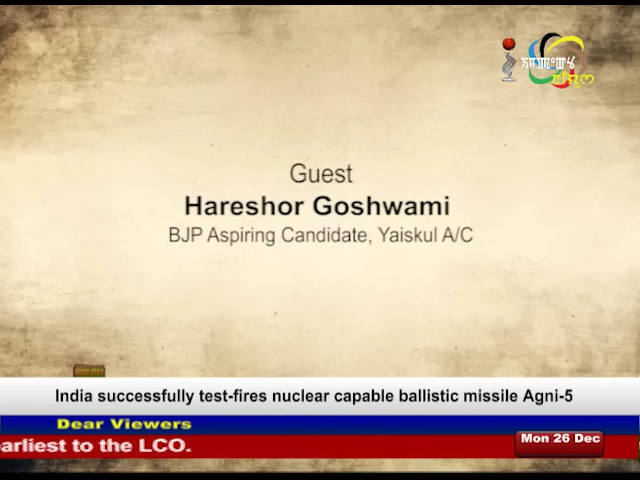 Guest
Hareshor Goshwami
BJP Aspiring Candidate, Yaiskul A/C
India successfully test-fires nuclear capable ballistic missile Agni-5
Dear Viewers
earliest to the LCO.
Mon 26 Dec